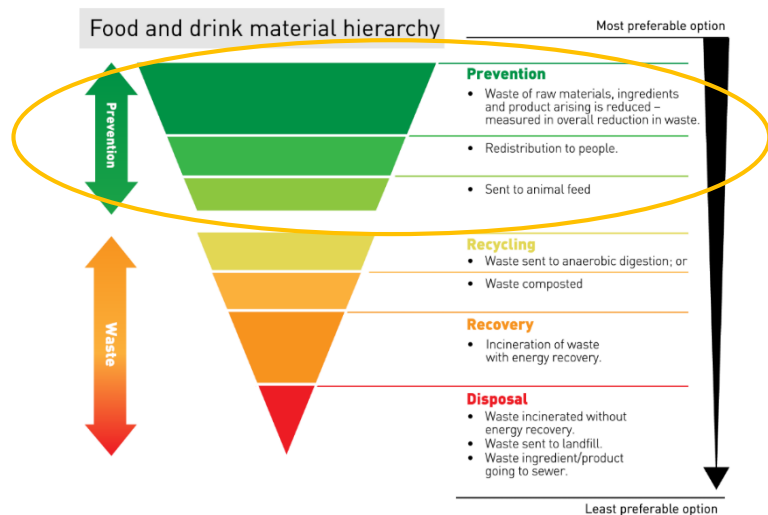 Food and drink material hierarchy
Most preferable option
Prevention
Prevention
• Waste of raw materials, ingredients
and product arising is reduced –
measured in overall reduction in waste.
• Redistribution to people.
• Sent to animal feed
Waste
Recycling
• Waste sent to anaerobic digestion; or
• Waste composted
Recovery
• Incineration of waste
with energy recovery.
Disposal
• Waste incinerated without
energy recovery.
• Waste sent to landfill.
• Waste ingredient/product
going to sewer.
Least preferable option